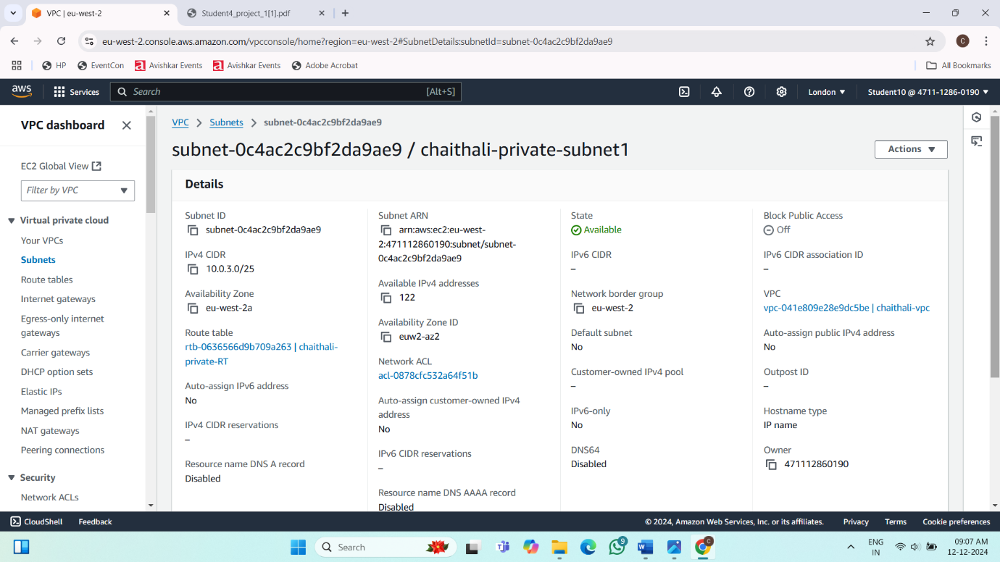 VPC | eu-west-2
Student4_project_1[1].pdf
eu-west-2.console.aws.amazon.com/vpcconsole/home?region=eu-west-2#SubnetDetails:subnetId=subnet-0c4ac2c9bf2da9ae9
C
HP
EventCon
Avishkar Events
Avishkar Events
Adobe Acrobat
All Bookmarks
aws
Services
Search
[Alt+S]
London
Student10 @ 4711-1286-0190
VPC dashboard
EC2 Global View
Filter by VPC
Virtual private cloud
Your VPCs
Subnets
Route tables
Internet gateways
Egress-only internet
gateways
Carrier gateways
DHCP option sets
Elastic IPs
Managed prefix lists
NAT gateways
Peering connections
Security
Network ACLs
VPC
Subnets
subnet-0c4ac2c9bf2da9ae9
subnet-0c4ac2c9bf2da9ae9 / chaithali-private-subnet1
Actions
Details
Subnet ID
subnet-0c4ac2c9bf2da9ae9
IPv4 CIDR
10.0.3.0/25
Availability Zone
eu-west-2a
Route table
rtb-0636566d9b709a263 | chaithali-
private-RT
Auto-assign IPv6 address
No
IPv4 CIDR reservations
–
Resource name DNS A record
Disabled
Subnet ARN
arn:aws:ec2:eu-west-
2:471112860190:subnet/subnet-
0c4ac2c9bf2da9ae9
Available IPv4 addresses
122
Availability Zone ID
euw2-az2
Network ACL
acl-0878cfc532a64f51b
Auto-assign customer-owned IPv4
address
No
IPv6 CIDR reservations
–
Resource name DNS AAAA record
Disabled
State
Available
IPv6 CIDR
–
Network border group
eu-west-2
Default subnet
No
Customer-owned IPv4 pool
–
IPv6-only
No
DNS64
Disabled
Block Public Access
Off
IPv6 CIDR association ID
–
VPC
vpc-041e809e28e9dc5be | chaithali-vpc
Auto-assign public IPv4 address
No
Outpost ID
–
Hostname type
IP name
Owner
471112860190
CloudShell
Feedback
© 2024, Amazon Web Services, Inc. or its affiliates.
Privacy
Terms
Cookie preferences
Search
9
C
ENG
IN
09:07 AM
12-12-2024